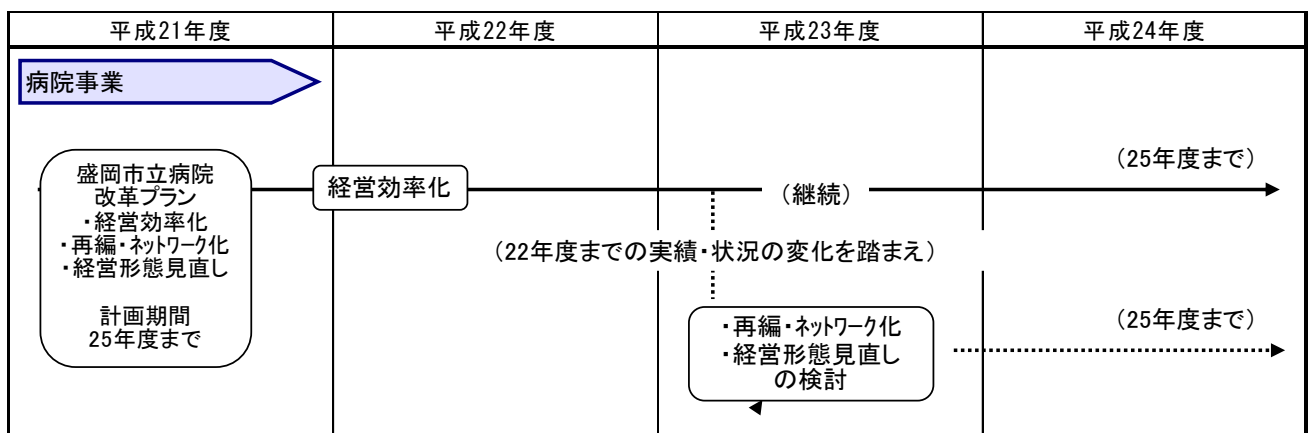 平成21年度
平成22年度
平成23年度
平成24年度
病院事業
盛岡市立病院
改革プラン
・経営効率化
・再編・ネットワーク化
・経営形態見直し
計画期間
25年度まで
経営効率化
（継続）
（25年度まで）
（22年度までの実績・状況の変化を踏まえ）
・再編・ネットワーク化
・経営形態見直し
の検討
（25年度まで）